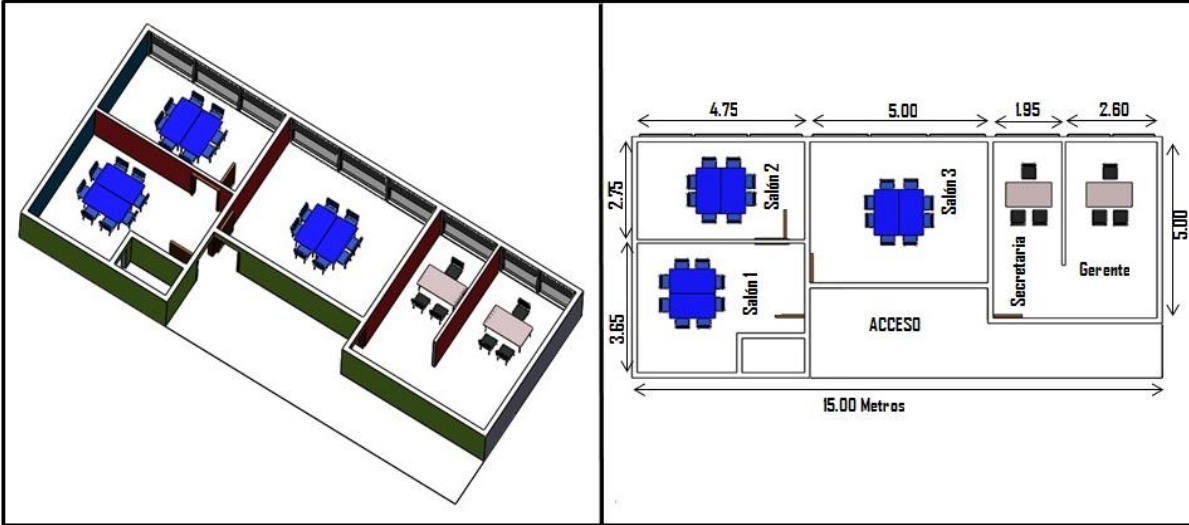 4.75
5.00
1.95
2.60
2.75
Salón 2
Salón 3
5.00
Secretaria
Gerente
3.65
Salón 1
ACCESO
15.00 Metros